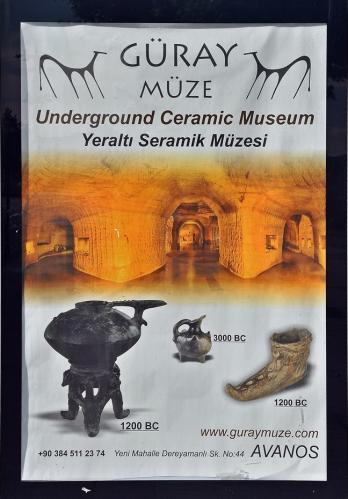 GÜRAY
MÜZE
Underground Ceramic Museum
Yeraltı Seramik Müzesi
3000 BC
1200 BC
1200 BC
www.guraymuze.com
+90 384 511 23 74 Yeni Mahalle Dereyamanli Sk. No:44 AVANOS